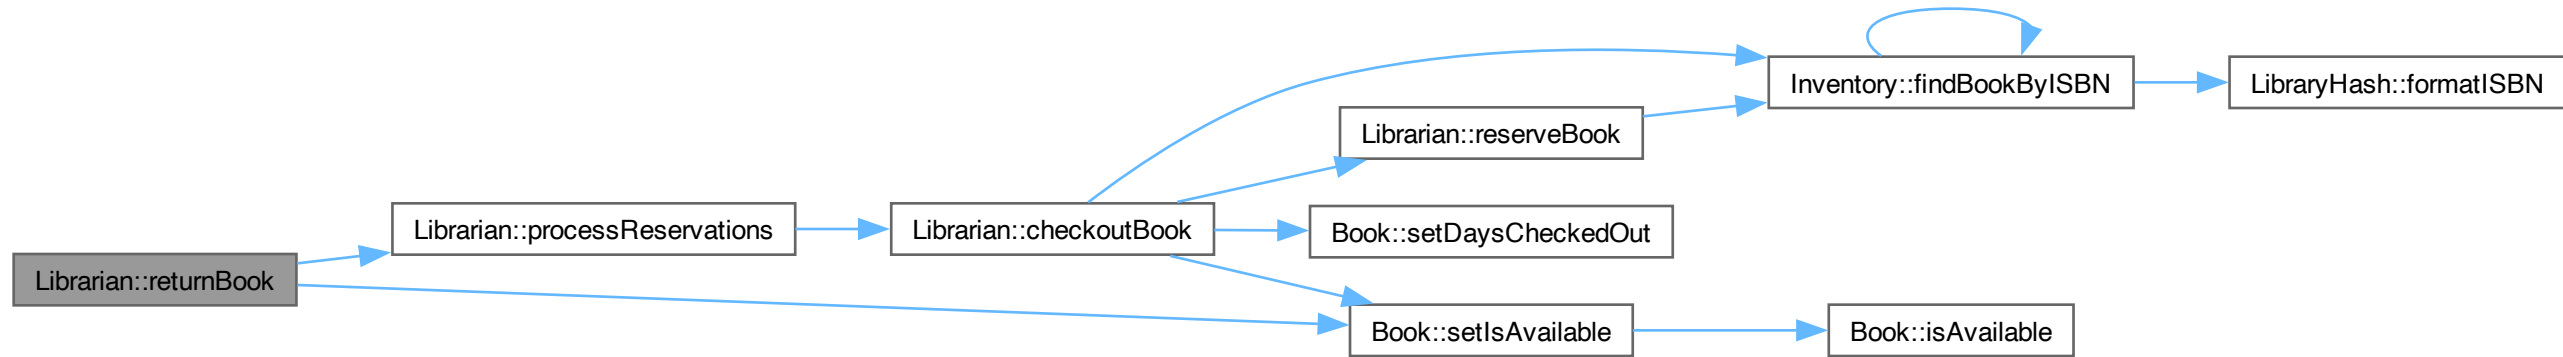 Librarian::returnBook
Librarian::processReservations
Librarian::checkoutBook
Inventory::findBookByISBN
LibraryHash::formatISBN
Librarian::reserveBook
Book::setDaysCheckedOut
Book::setIsAvailable
Book::isAvailable